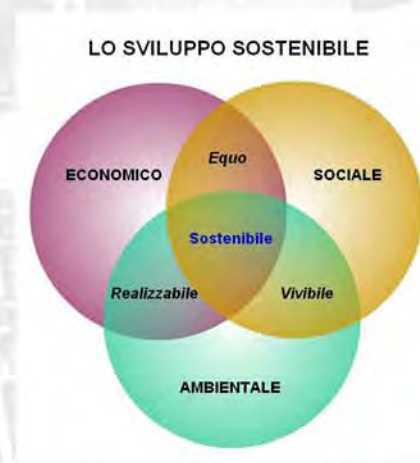 LO SVILUPPO SOSTENIBILE
Equo
ECONOMICO
SOCIALE
Sostenibile
Realizzabile
Vivibile
AMBIENTALE